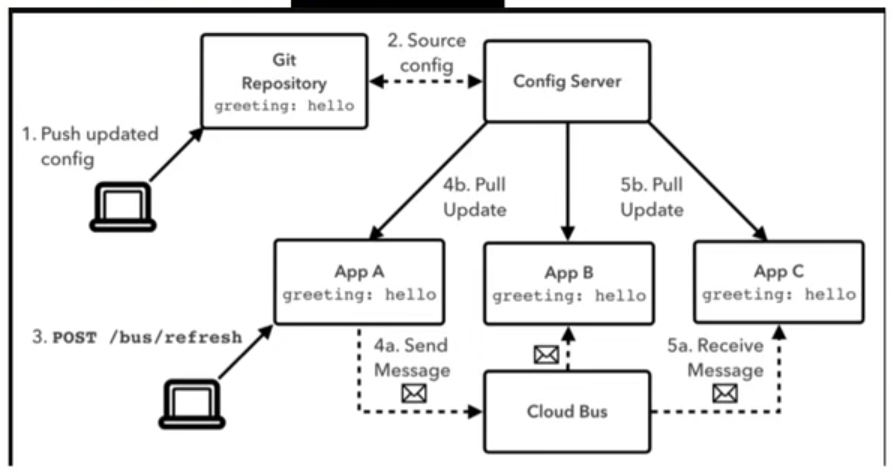 Git
Repository
greeting: hello
2. Source
config
Config Server
1. Push updated
config
4b. Pull
Update
5b. Pull
Update
App A
greeting: hello
App B
greeting: hello
App C
greeting: hello
3. POST /bus/refresh
4a. Send
Message
5a. Receive
Message
Cloud Bus